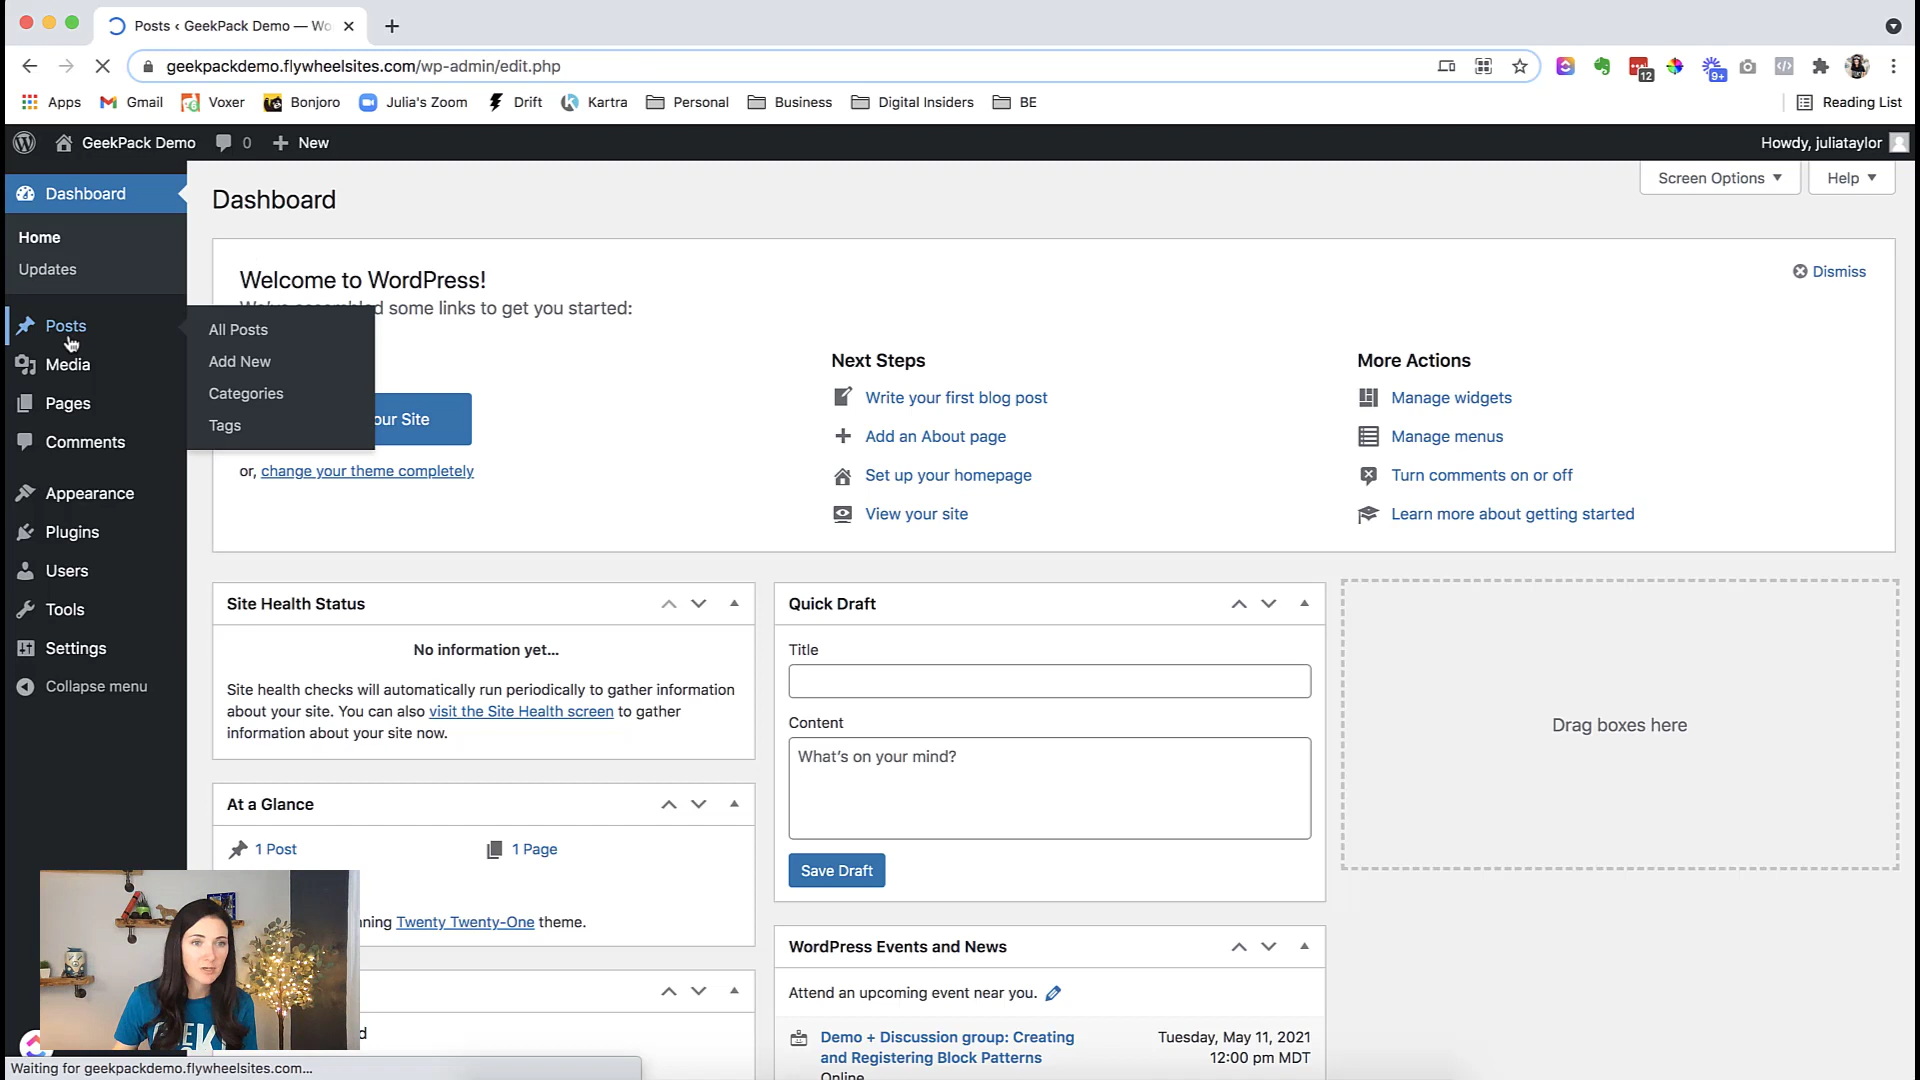 Posts ‹ GeekPack Demo — Wo
geekpackdemo.flywheelsites.com/wp-admin/edit.php
12
9+
Apps
Gmail
Voxer
Bonjoro
Julia's Zoom
Drift
Kartra
Personal
Business
Digital Insiders
BE
Reading List
GeekPack Demo
0
New
Howdy, juliataylor
Dashboard
Home
Updates
Posts
Media
Pages
Comments
Appearance
Plugins
Users
Tools
Settings
Collapse menu
All Posts
Add New
Categories
Tags
Dashboard
Screen Options
Help
Welcome to WordPress!
some links to get you started:
Dismiss
our Site
or, change your theme completely
Next Steps
Write your first blog post
Add an About page
Set up your homepage
View your site
More Actions
Manage widgets
Manage menus
Turn comments on or off
Learn more about getting started
Site Health Status
No information yet…
Site health checks will automatically run periodically to gather information
about your site. You can also visit the Site Health screen to gather
information about your site now.
At a Glance
1 Post
1 Page
nning Twenty Twenty-One theme.
d
Quick Draft
Title
Content
What's on your mind?
Save Draft
WordPress Events and News
Attend an upcoming event near you.
Demo + Discussion group: Creating
and Registering Block Patterns
Online
Tuesday, May 11, 2021
12:00 pm MDT
Drag boxes here
Waiting for geekpackdemo.flywheelsites.com...